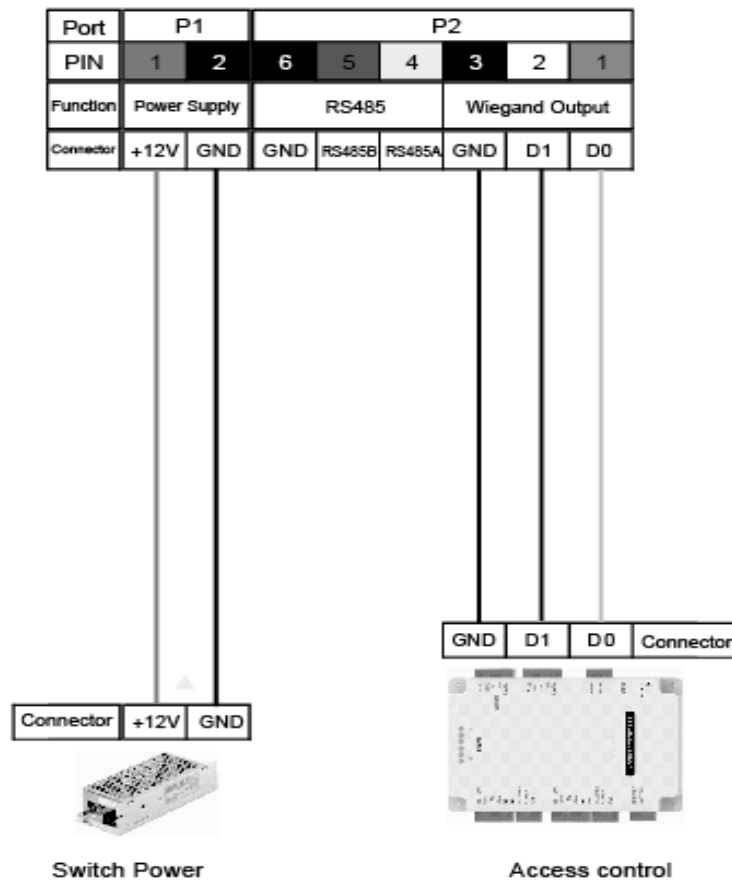 Port P1 P2
PIN 1 2 6 5 4 3 2 1
Function Power Supply RS485 Wiegand Output
Connector +12V GND GND RS485B RS485A GND D1 D0
GND D1 D0 Connector
Connector +12V GND
Switch Power
Access control